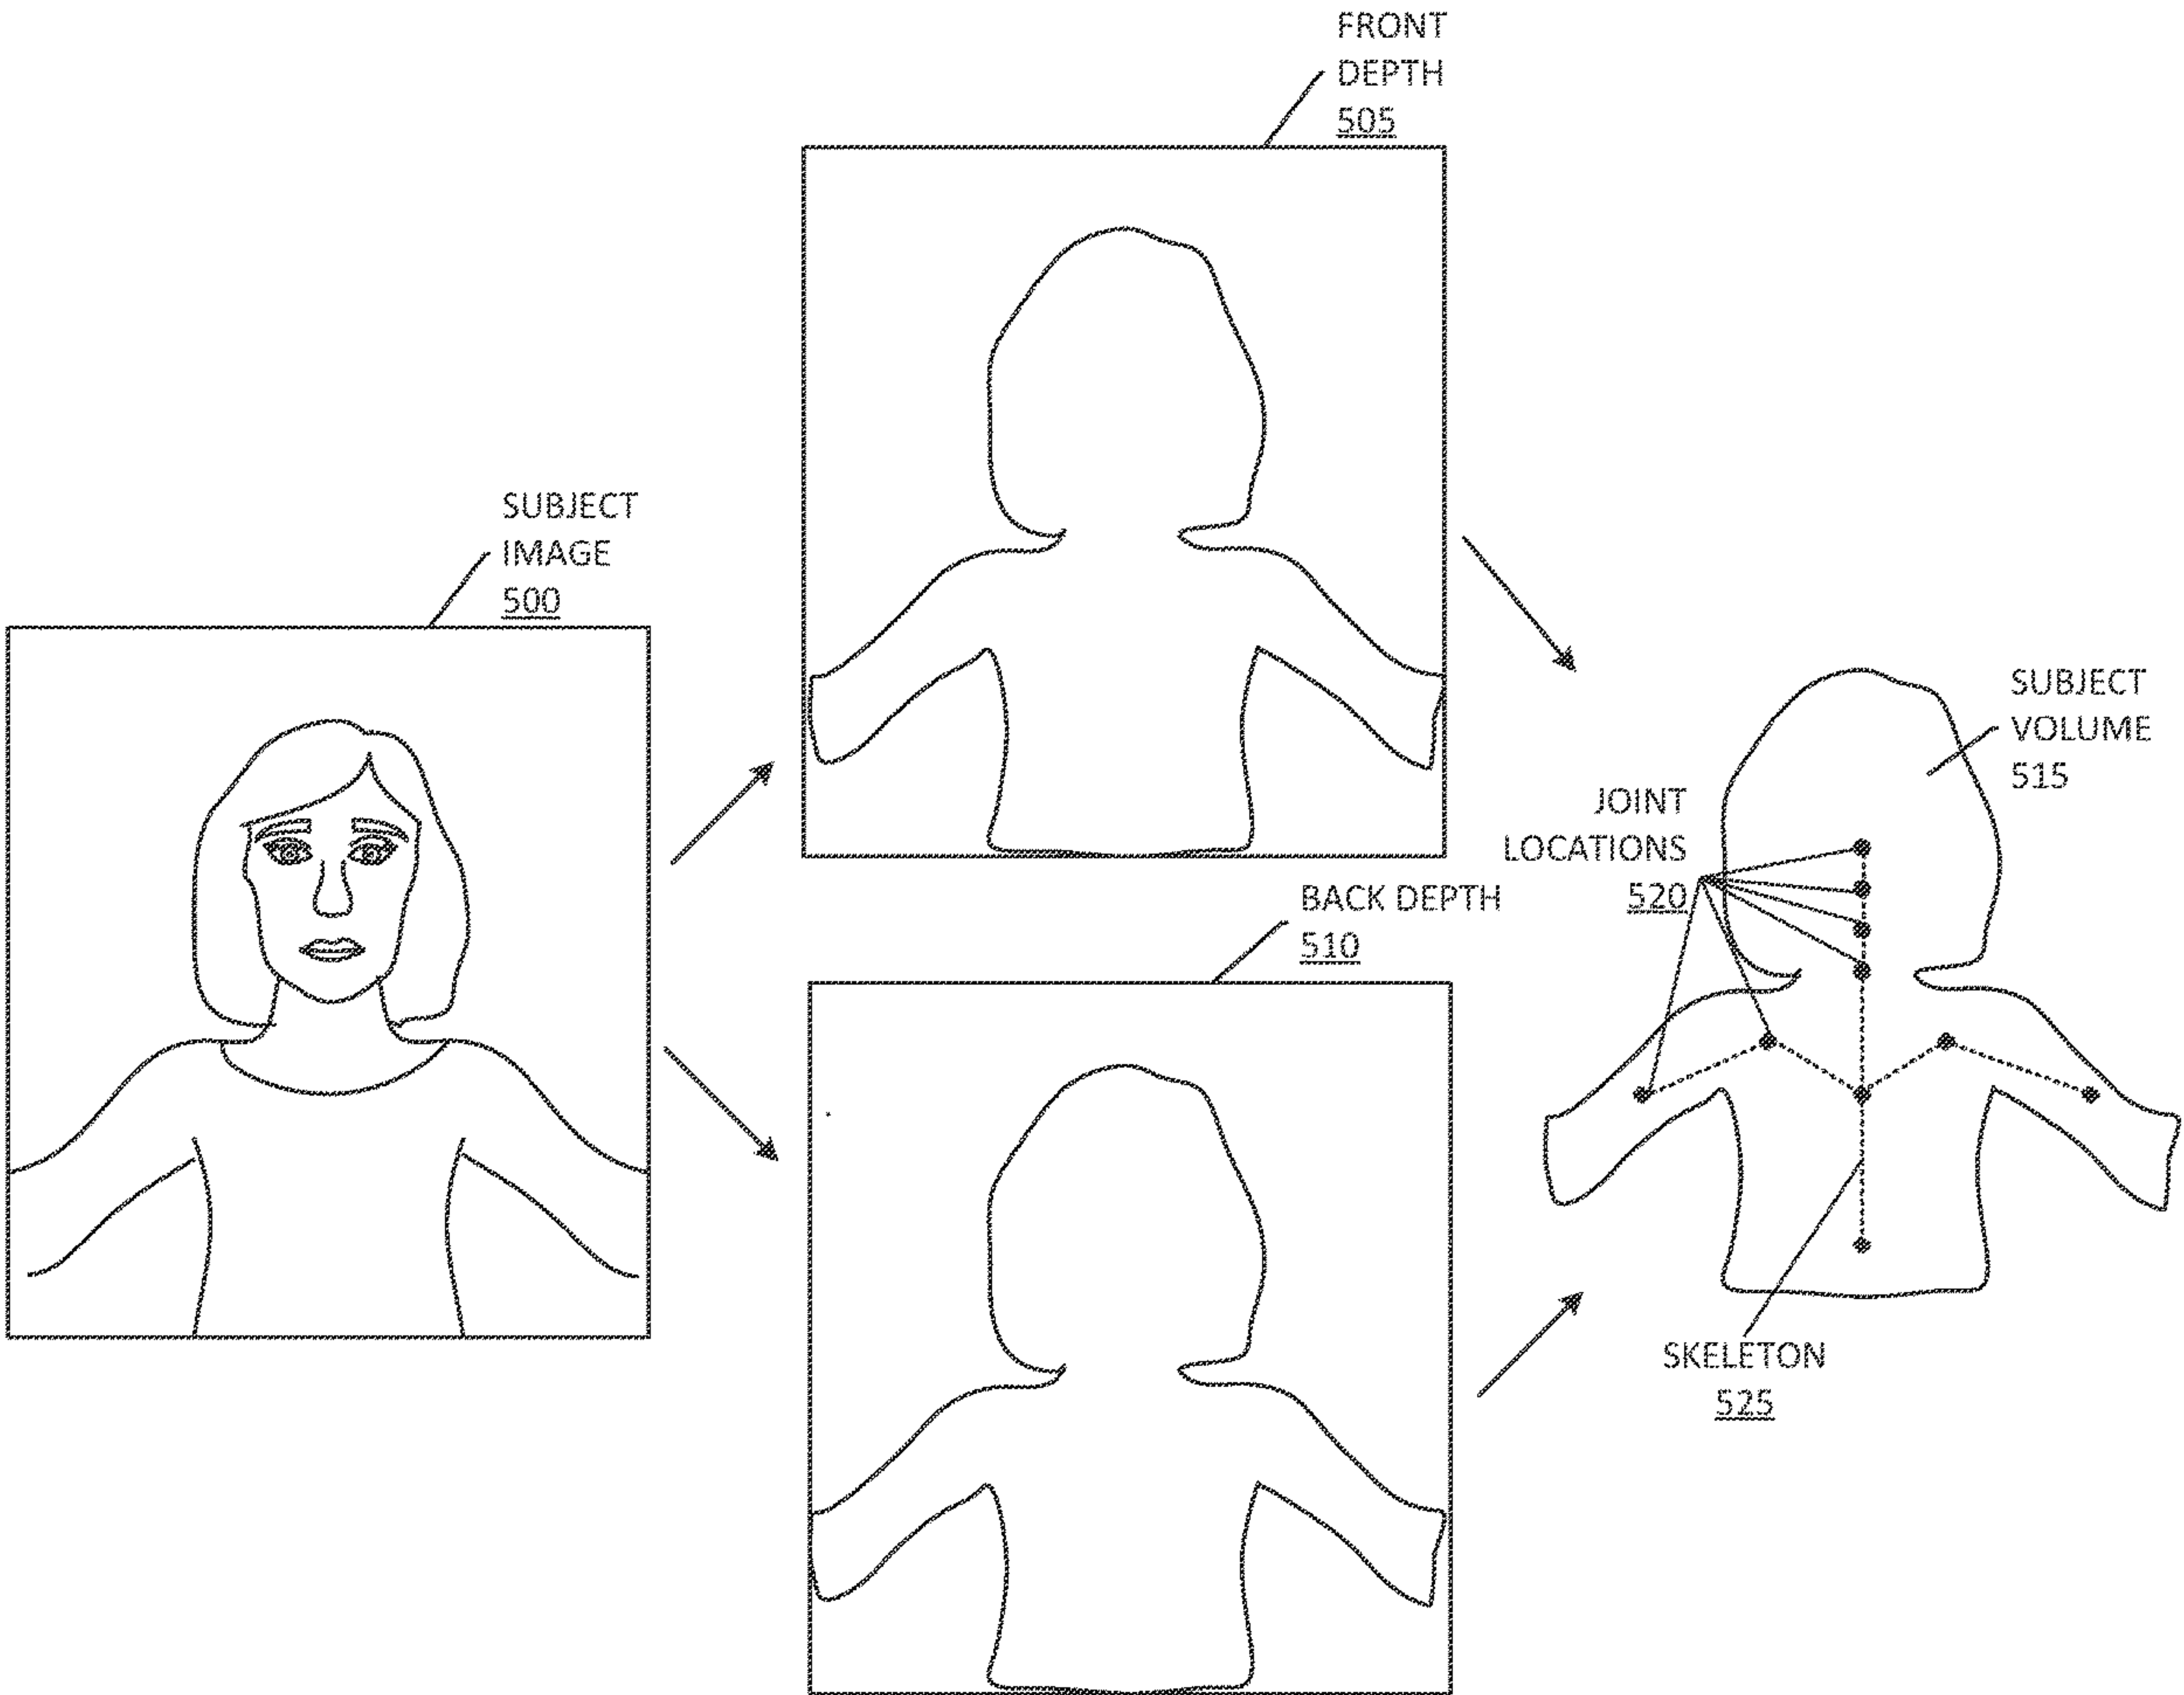 FRONT
DEPTH
505
SUBJECT
IMAGE
500
SUBJECT
VOLUME
515
JOINT
LOCATIONS
520
BACK DEPTH
510
SKELETON
525